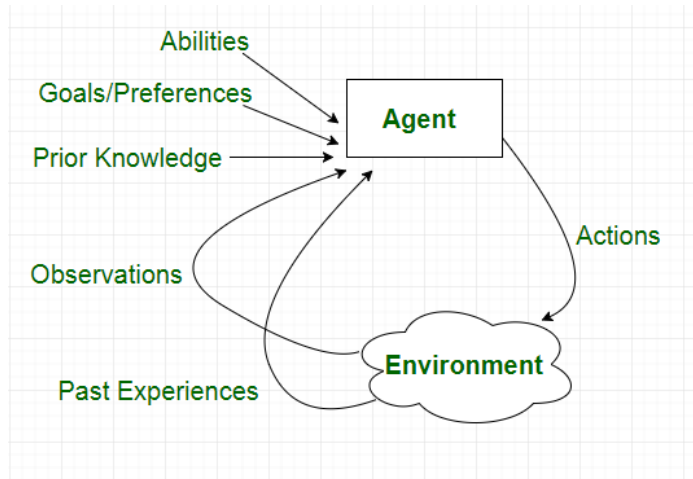 Abilities
Goals/Preferences
Agent
Prior Knowledge
Actions
Observations
Environment
Past Experiences